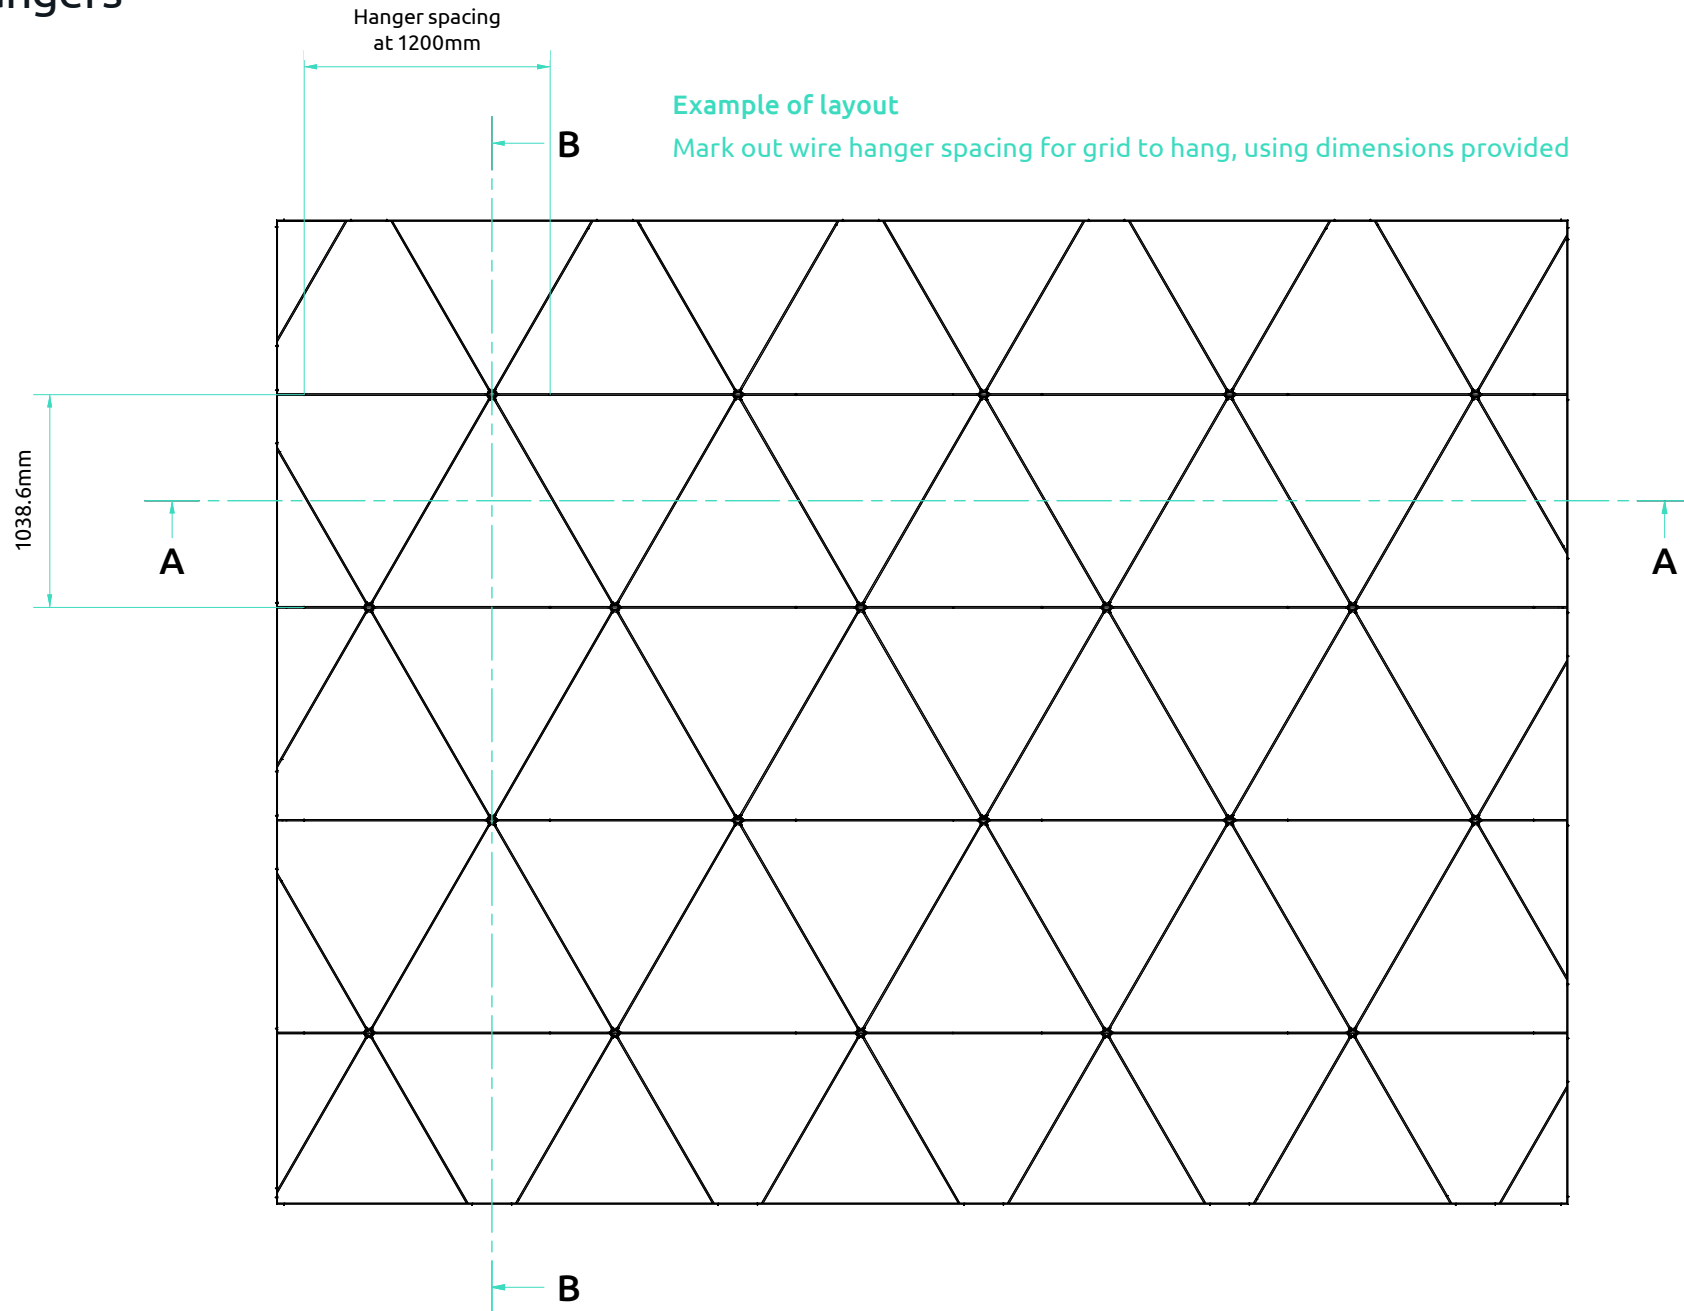 Hanger spacing
at 1200mm
Example of layout
B
Mark out wire hanger spacing for grid to hang, using dimensions provided
1038.6mm
A
A
B